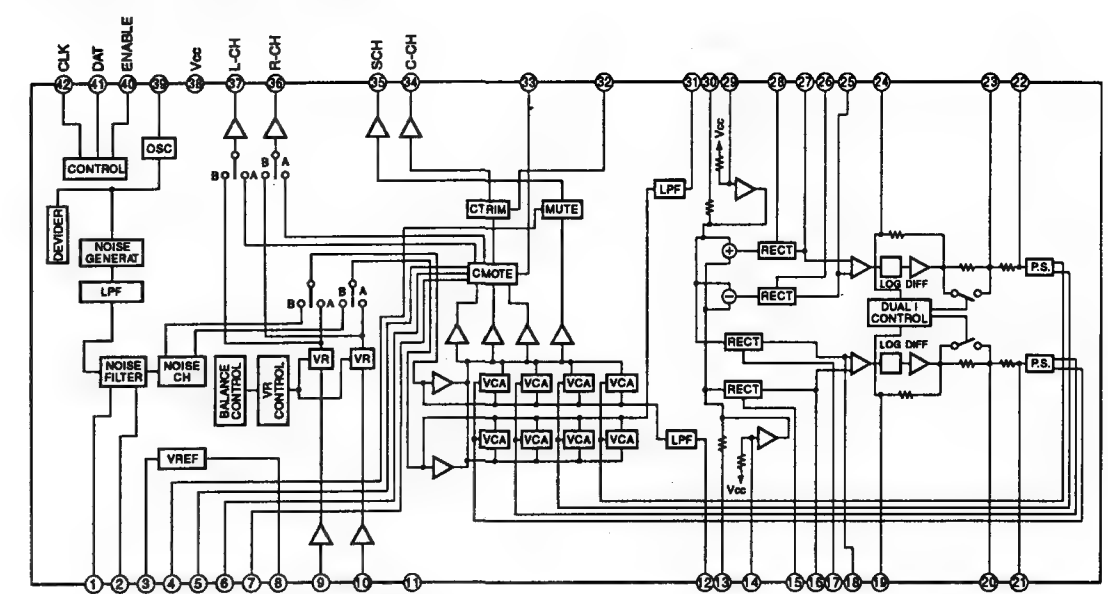 CLK
DAT
ENABLE
Vcc
L-CH
R-CH
SCH
C-CH
42
41
40
39
38
37
36
35
34
33
32
31
30
29
28
27
26
25
24
23
22
Vcc
OSC
CONTROL
B
A
B
A
LPF
CTRIM
MUTE
DEVIDER
NOISE
GENERAT
+
RECT
CMOTE
P.S.
LOG DIFF
LPF
B
A
B
A
−
RECT
DUAL I
CONTROL
RECT
LOG DIFF
NOISE
FILTER
NOISE
CH
BALANCE
CONTROL
VR
CONTROL
VR
VR
P.S.
VCA
VCA
VCA
VCA
RECT
VCA
VCA
VCA
VCA
LPF
VREF
Vcc
1
2
3
4
5
6
7
8
9
10
11
12
13
14
15
16
17
18
19
20
21